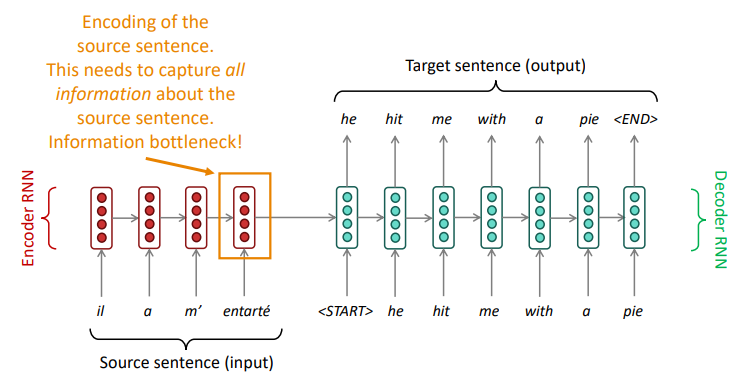 Encoding of the
source sentence.
This needs to capture all
information about the
source sentence.
Information bottleneck!
Target sentence (output)
he hit me with a pie <END>
Encoder RNN
Decoder RNN
il a m’ entarté
<START> he hit me with a pie
Source sentence (input)